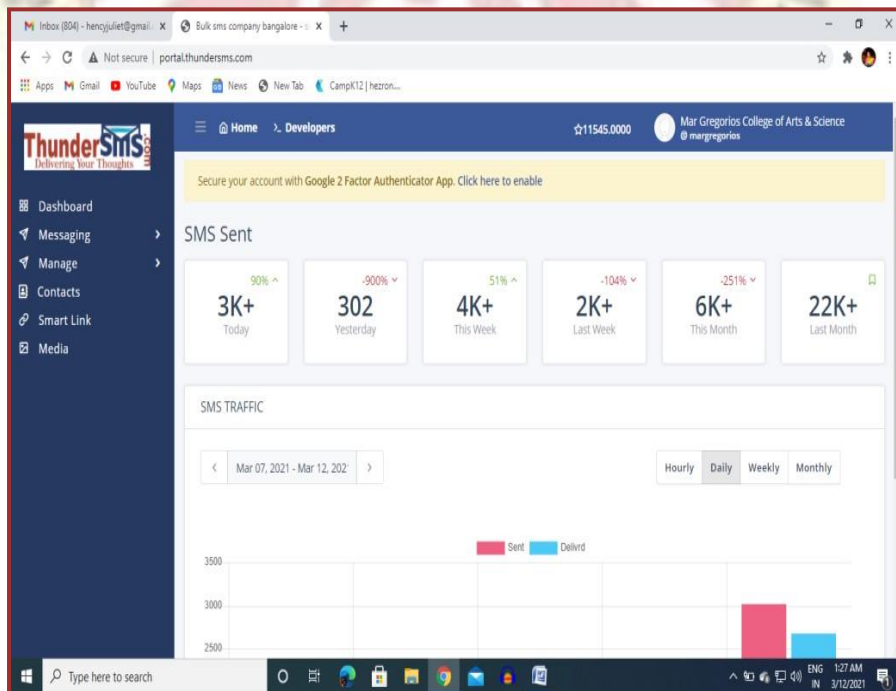 Inbox (804) - hencyjuliet@gmail.
Bulk sms company bangalore - s
Not secure | portal.thundersms.com
Apps Gmail YouTube Maps News New Tab CampK12 | hezron....
ThunderSMS.com
Delivering Your Thoughts
Home Developers 11545.0000 Mar Gregorios College of Arts & Science
@ margregorios
Secure your account with Google 2 Factor Authenticator App. Click here to enable
Dashboard
Messaging
Manage
Contacts
Smart Link
Media
SMS Sent
90%
3K+
Today
-900%
302
Yesterday
51%
4K+
This Week
-104%
2K+
Last Week
-251%
6K+
This Month
22K+
Last Month
SMS TRAFFIC
Mar 07, 2021 - Mar 12, 202
Hourly Daily Weekly Monthly
Sent Delivrd
3500
3000
2500
Type here to search
ENG 1:27 AM
IN 3/12/2021